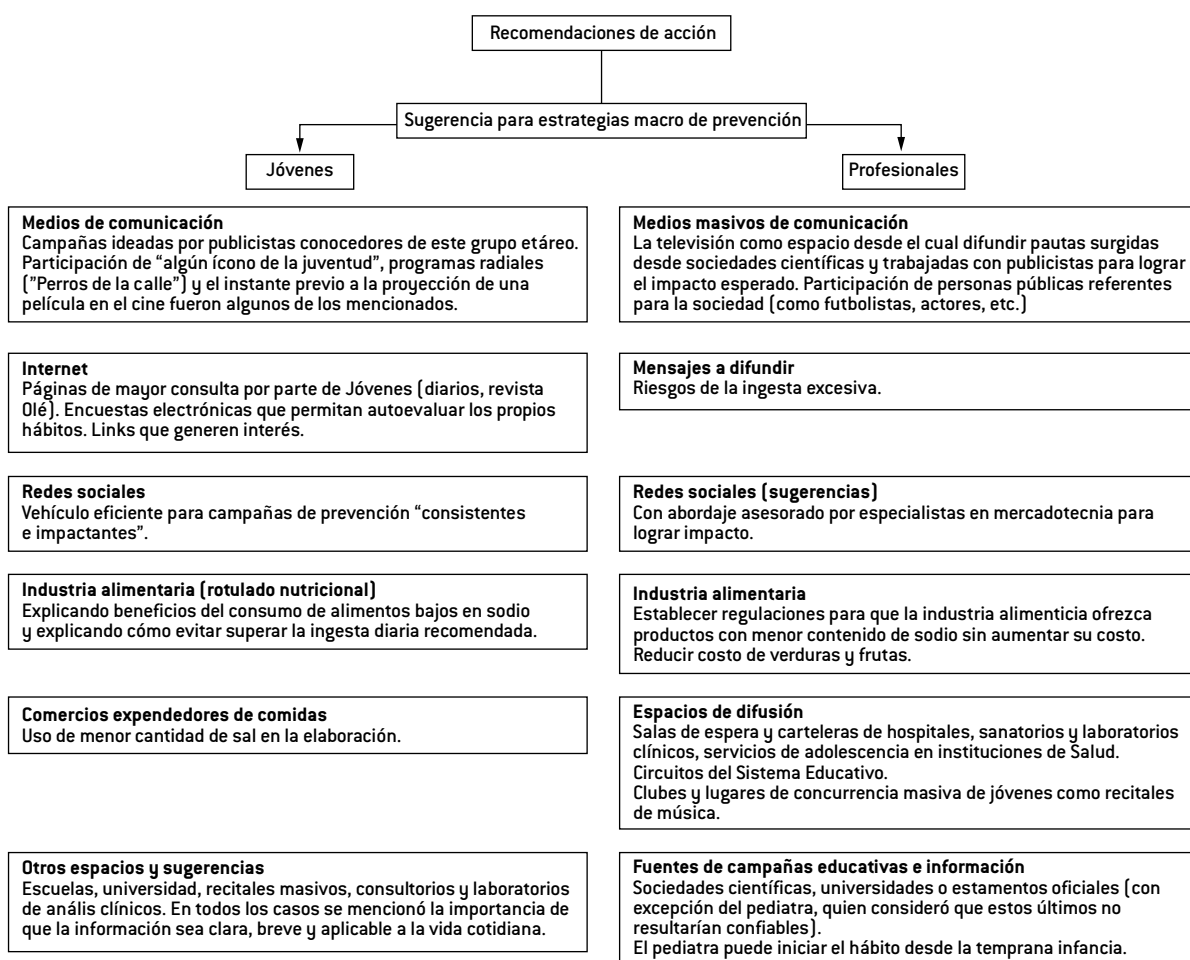 Recomendaciones de acción
Sugerencia para estrategias macro de prevención
Jóvenes
Profesionales
Medios de comunicación
Campañas ideadas por publicistas conocedores de este grupo etáreo.
Participación de “algún ícono de la juventud”, programas radiales
(”Perros de la calle”) y el instante previo a la proyección de una
película en el cine fueron algunos de los mencionados.
Internet
Páginas de mayor consulta por parte de Jóvenes (diarios, revista
Olé). Encuestas electrónicas que permitan autoevaluar los propios
hábitos. Links que generen interés.
Redes sociales
Vehículo eficiente para campañas de prevención “consistentes
e impactantes”.
Industria alimentaria (rotulado nutricional)
Explicando beneficios del consumo de alimentos bajos en sodio
y explicando cómo evitar superar la ingesta diaria recomendada.
Comercios expendedores de comidas
Uso de menor cantidad de sal en la elaboración.
Otros espacios y sugerencias
Escuelas, universidad, recitales masivos, consultorios y laboratorios
de anális clínicos. En todos los casos se mencionó la importancia de
que la información sea clara, breve y aplicable a la vida cotidiana.
Medios masivos de comunicación
La televisión como espacio desde el cual difundir pautas surgidas
desde sociedades científicas y trabajadas con publicistas para lograr
el impacto esperado. Participación de personas públicas referentes
para la sociedad (como futbolistas, actores, etc.)
Mensajes a difundir
Riesgos de la ingesta excesiva.
Redes sociales (sugerencias)
Con abordaje asesorado por especialistas en mercadotecnia para
lograr impacto.
Industria alimentaria
Establecer regulaciones para que la industria alimenticia ofrezca
productos con menor contenido de sodio sin aumentar su costo.
Reducir costo de verduras y frutas.
Espacios de difusión
Salas de espera y carteleras de hospitales, sanatorios y laboratorios
clínicos, servicios de adolescencia en instituciones de Salud.
Circuitos del Sistema Educativo.
Clubes y lugares de concurrencia masiva de jóvenes como recitales
de música.
Fuentes de campañas educativas e información
Sociedades científicas, universidades o estamentos oficiales (con
excepción del pediatra, quien consideró que estos últimos no
resultarían confiables).
El pediatra puede iniciar el hábito desde la temprana infancia.